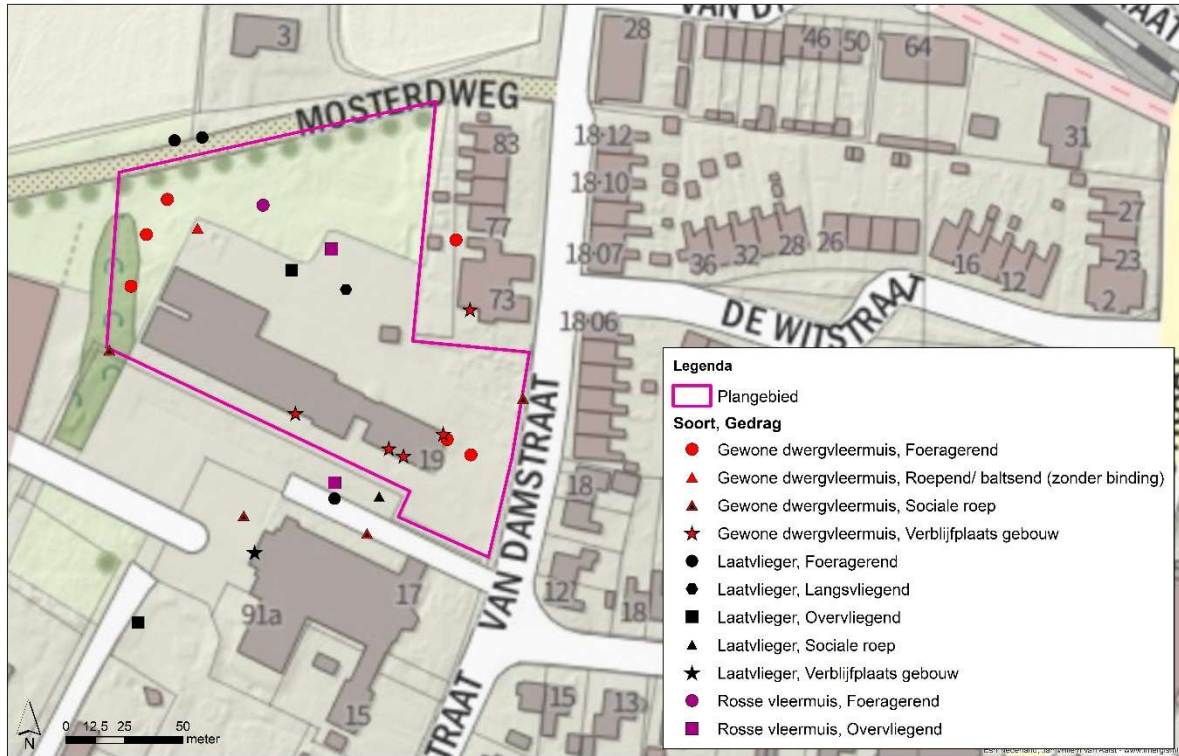 VAN D
STRAAT
3
28
46
50
64
MOSTERDWEG
83
18-12
31
18-10
77
18-07
36
32
28
26
16
12
27
23
2
73
DE WITSTRAAT
18-06
19
VAN DAMSTRAAT
18
12
18
17
91a
15
15
13
STRAAT
Legenda
Plangebied
Soort, Gedrag
Gewone dwergvleermuis, Foeragerend
Gewone dwergvleermuis, Roepend/ baltsend (zonder binding)
Gewone dwergvleermuis, Sociale roep
Gewone dwergvleermuis, Verblijfplaats gebouw
Laatvlieger, Foeragerend
Laatvlieger, Langsvliegend
Laatvlieger, Overvliegend
Laatvlieger, Sociale roep
Laatvlieger, Verblijfplaats gebouw
Rosse vleermuis, Foeragerend
Rosse vleermuis, Overvliegend
N
0 12,5 25 50
meter